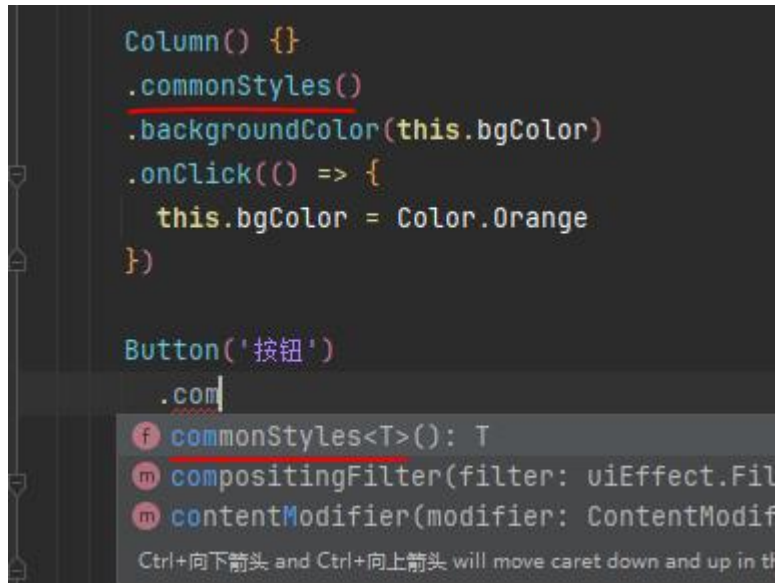 Column() {}
.commonStyles()
.backgroundColor(this.bgColor)
.onClick(() => {
this.bgColor = Color.Orange
})
Button('按钮')
.com
f commonStyles<T>(): T
m compositingFilter(filter: uiEffect.Fil
m contentModifier(modifier: ContentModif
Ctrl+向下箭头 and Ctrl+向上箭头 will move caret down and up in th